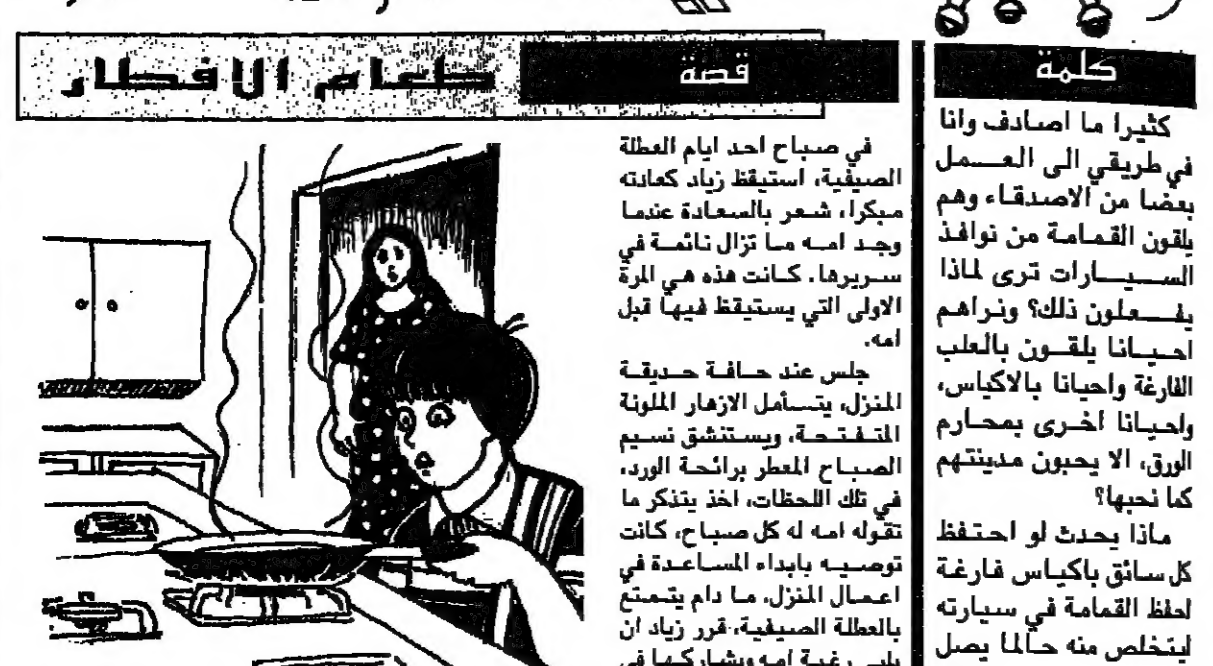 كلمة
كثيرا ما اصادف وانا
في طريقي الى العمل
بعضا من الاصدقاء وهم
يلقون القمامة من نوافذ
السيارات ترى لماذا
يفعلون ذلك؟ ونراهم
احيانا يلقون بالعلب
الفارغة واحيانا بالاكياس،
واحيانا اخرى بمحارم
الورق، الا يحبون مدينتهم
كما نحبها؟
ماذا يحدث لو احتفظ
كل سائق باكياس فارغة
لحفظ القمامة في سيارته
ليتخلص منه حالما يصل
قصة
طعام الافطار
في صباح احد ايام العطلة
الصيفية، استيقظ زياد كعادته
مبكرا، شعر بالسعادة عندما
وجد امه ما تزال نائمة في
سريرها. كانت هذه هي المرة
الاولى التي يستيقظ فيها قبل
امه.
جلس عند حافة حديقة
المنزل، يتأمل الازهار الملونة
المتفتحة، ويستنشق نسيم
الصباح المعطر برائحة الورد،
في تلك اللحظات، اخذ يتذكر ما
تقوله امه له كل صباح، كانت
توصيه بابداء المساعدة في
اعمال المنزل، ما دام يتمتع
بالعطلة الصيفية، قرر زياد ان
يلبي رغبة امه ويشاركها في